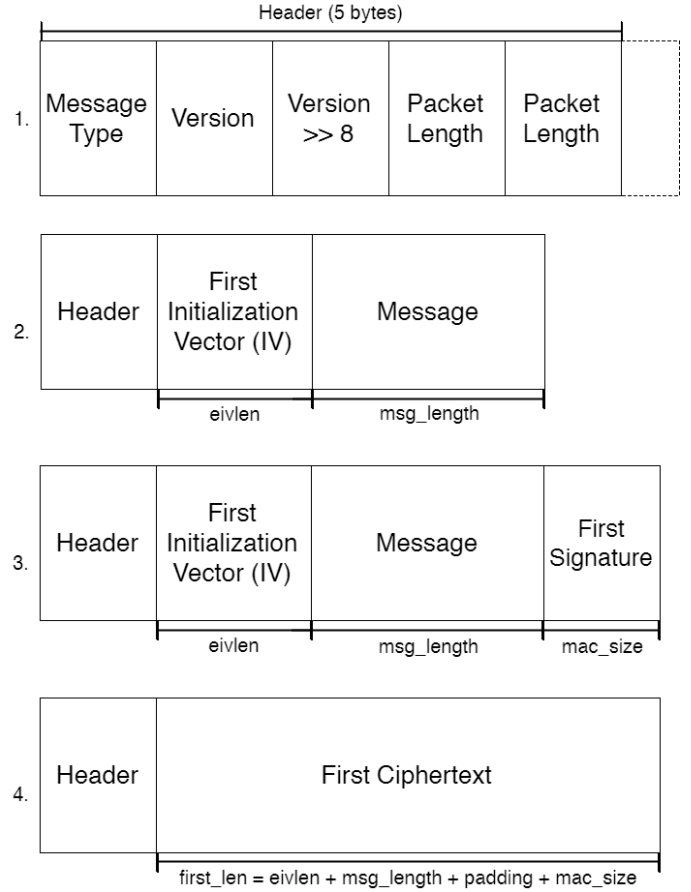 Header (5 bytes)
1.
Message
Type
Version
Version
>> 8
Packet
Length
Packet
Length
2.
Header
First
Initialization
Vector (IV)
Message
eivlen
msg_length
3.
Header
First
Initialization
Vector (IV)
Message
First
Signature
eivlen
msg_length
mac_size
4.
Header
First Ciphertext
first_len = eivlen + msg_length + padding + mac_size